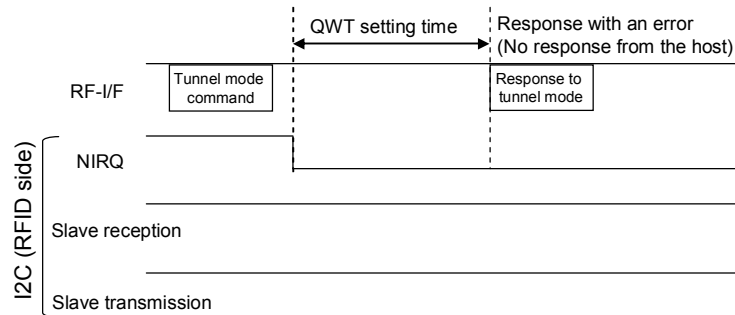 QWT setting time
Response with an error
(No response from the host)
RF-I/F
Tunnel mode
command
Response to
tunnel mode
I2C (RFID side)
NIRQ
Slave reception
Slave transmission